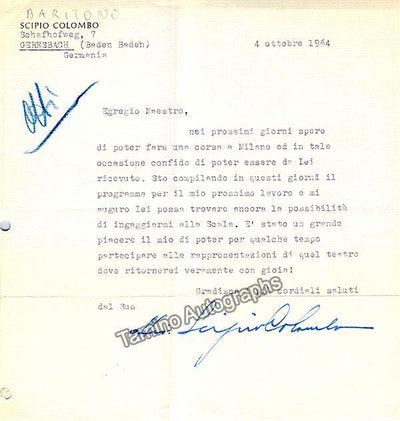 BARITONO
SCIPIO COLOMBO
Schafhofweg, 7
GERNSBACH (Baden Badeh)
Germania
4 ottobre 1964
Egregio Maestro,
nei prossimi giorni spero
di poter fare una corsa a Milano ed in tale
occasione confido di poter essere da Lei
ricevuto. Sto compilando in questi giorni il
programma per il mio prossimo lavoro e mi
auguro Lei possa trovare ancora la possibilità
di ingaggiarmi alla Scala. E' stato un grande
piacere il mio di poter per qualche tempo
partecipare alle rappresentazioni di quel teatro
dove ritornerei veramente con gioia!
Gradisca cordiali saluti
dal Suo
Scipio Colombo
Tamino Autographs